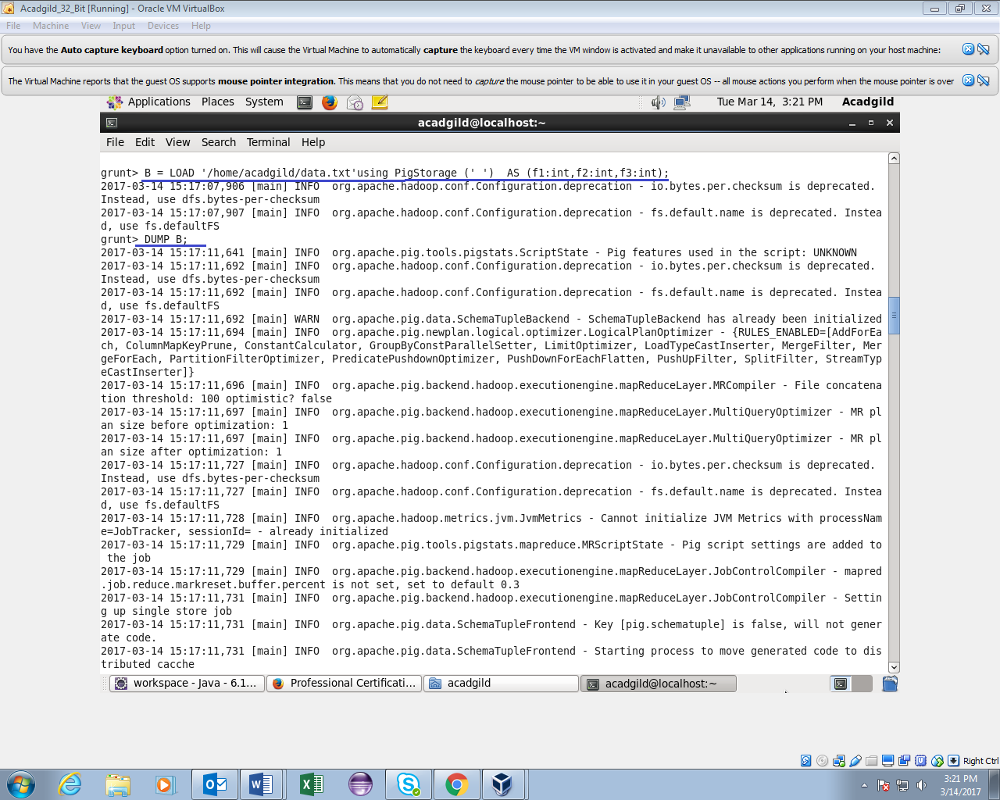 Acadgild_32_Bit [Running] - Oracle VM VirtualBox
File Machine View Input Devices Help
You have the Auto capture keyboard option turned on. This will cause the Virtual Machine to automatically capture the keyboard every time the VM window is activated and make it unavailable to other applications running on your host machine:
The Virtual Machine reports that the guest OS supports mouse pointer integration. This means that you do not need to capture the mouse pointer to be able to use it in your guest OS -- all mouse actions you perform when the mouse pointer is over
Applications Places System Tue Mar 14, 3:21 PM Acadgild
acadgild@localhost:~
File Edit View Search Terminal Help
grunt> B = LOAD '/home/acadgild/data.txt'using PigStorage (' ')  AS (f1:int,f2:int,f3:int);
2017-03-14 15:17:07,906 [main] INFO  org.apache.hadoop.conf.Configuration.deprecation - io.bytes.per.checksum is deprecated.
Instead, use dfs.bytes-per-checksum
2017-03-14 15:17:07,907 [main] INFO  org.apache.hadoop.conf.Configuration.deprecation - fs.default.name is deprecated. Instea
d, use fs.defaultFS
grunt> DUMP B;
2017-03-14 15:17:11,641 [main] INFO  org.apache.pig.tools.pigstats.ScriptState - Pig features used in the script: UNKNOWN
2017-03-14 15:17:11,692 [main] INFO  org.apache.hadoop.conf.Configuration.deprecation - io.bytes.per.checksum is deprecated.
Instead, use dfs.bytes-per-checksum
2017-03-14 15:17:11,692 [main] INFO  org.apache.hadoop.conf.Configuration.deprecation - fs.default.name is deprecated. Instea
d, use fs.defaultFS
2017-03-14 15:17:11,692 [main] WARN  org.apache.pig.data.SchemaTupleBackend - SchemaTupleBackend has already been initialized
2017-03-14 15:17:11,694 [main] INFO  org.apache.pig.newplan.logical.optimizer.LogicalPlanOptimizer - {RULES_ENABLED=[AddForEa
ch, ColumnMapKeyPrune, ConstantCalculator, GroupByConstParallelSetter, LimitOptimizer, LoadTypeCastInserter, MergeFilter, Mer
geForEach, PartitionFilterOptimizer, PredicatePushdownOptimizer, PushDownForEachFlatten, PushUpFilter, SplitFilter, StreamTyp
eCastInserter]}
2017-03-14 15:17:11,696 [main] INFO  org.apache.pig.backend.hadoop.executionengine.mapReduceLayer.MRCompiler - File concatena
tion threshold: 100 optimistic? false
2017-03-14 15:17:11,697 [main] INFO  org.apache.pig.backend.hadoop.executionengine.mapReduceLayer.MultiQueryOptimizer - MR pl
an size before optimization: 1
2017-03-14 15:17:11,697 [main] INFO  org.apache.pig.backend.hadoop.executionengine.mapReduceLayer.MultiQueryOptimizer - MR pl
an size after optimization: 1
2017-03-14 15:17:11,727 [main] INFO  org.apache.hadoop.conf.Configuration.deprecation - io.bytes.per.checksum is deprecated.
Instead, use dfs.bytes-per-checksum
2017-03-14 15:17:11,727 [main] INFO  org.apache.hadoop.conf.Configuration.deprecation - fs.default.name is deprecated. Instea
d, use fs.defaultFS
2017-03-14 15:17:11,728 [main] INFO  org.apache.hadoop.metrics.jvm.JvmMetrics - Cannot initialize JVM Metrics with processNam
e=JobTracker, sessionId= - already initialized
2017-03-14 15:17:11,729 [main] INFO  org.apache.pig.tools.pigstats.mapreduce.MRScriptState - Pig script settings are added to
the job
2017-03-14 15:17:11,729 [main] INFO  org.apache.pig.backend.hadoop.executionengine.mapReduceLayer.JobControlCompiler - mapred
.job.reduce.markreset.buffer.percent is not set, set to default 0.3
2017-03-14 15:17:11,731 [main] INFO  org.apache.pig.backend.hadoop.executionengine.mapReduceLayer.JobControlCompiler - Settin
g up single store job
2017-03-14 15:17:11,731 [main] INFO  org.apache.pig.data.SchemaTupleFrontend - Key [pig.schematuple] is false, will not gener
ate code.
2017-03-14 15:17:11,731 [main] INFO  org.apache.pig.data.SchemaTupleFrontend - Starting process to move generated code to dis
tributed cacche
workspace - Java - 6.1... Professional Certificati... acadgild acadgild@localhost:~
Right Ctrl
3:21 PM
3/14/2017